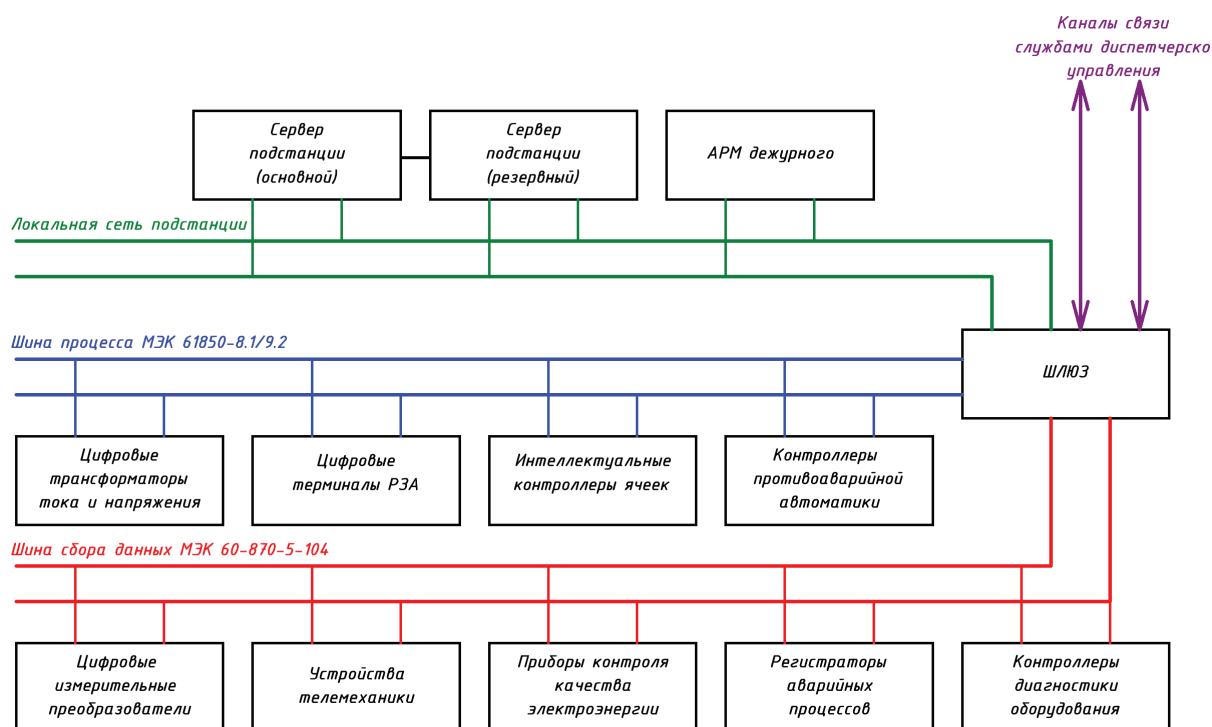 Каналы связи
службами диспетчерско
управления
Сервер
подстанции
(основной)
Сервер
подстанции
(резервный)
АРМ дежурного
Локальная сеть подстанции
Шина процесса МЭК 61850-8.1/9.2
ШЛЮЗ
Цифровые
трансформаторы
тока и напряжения
Цифровые
терминалы РЗА
Интеллектуальные
контроллеры ячеек
Контроллеры
противоаварийной
автоматики
Шина сбора данных МЭК 60-870-5-104
Цифровые
измерительные
преобразователи
Устройства
телемеханики
Приборы контроля
качества
электроэнергии
Регистраторы
аварийных
процессов
Контроллеры
диагностики
оборудования